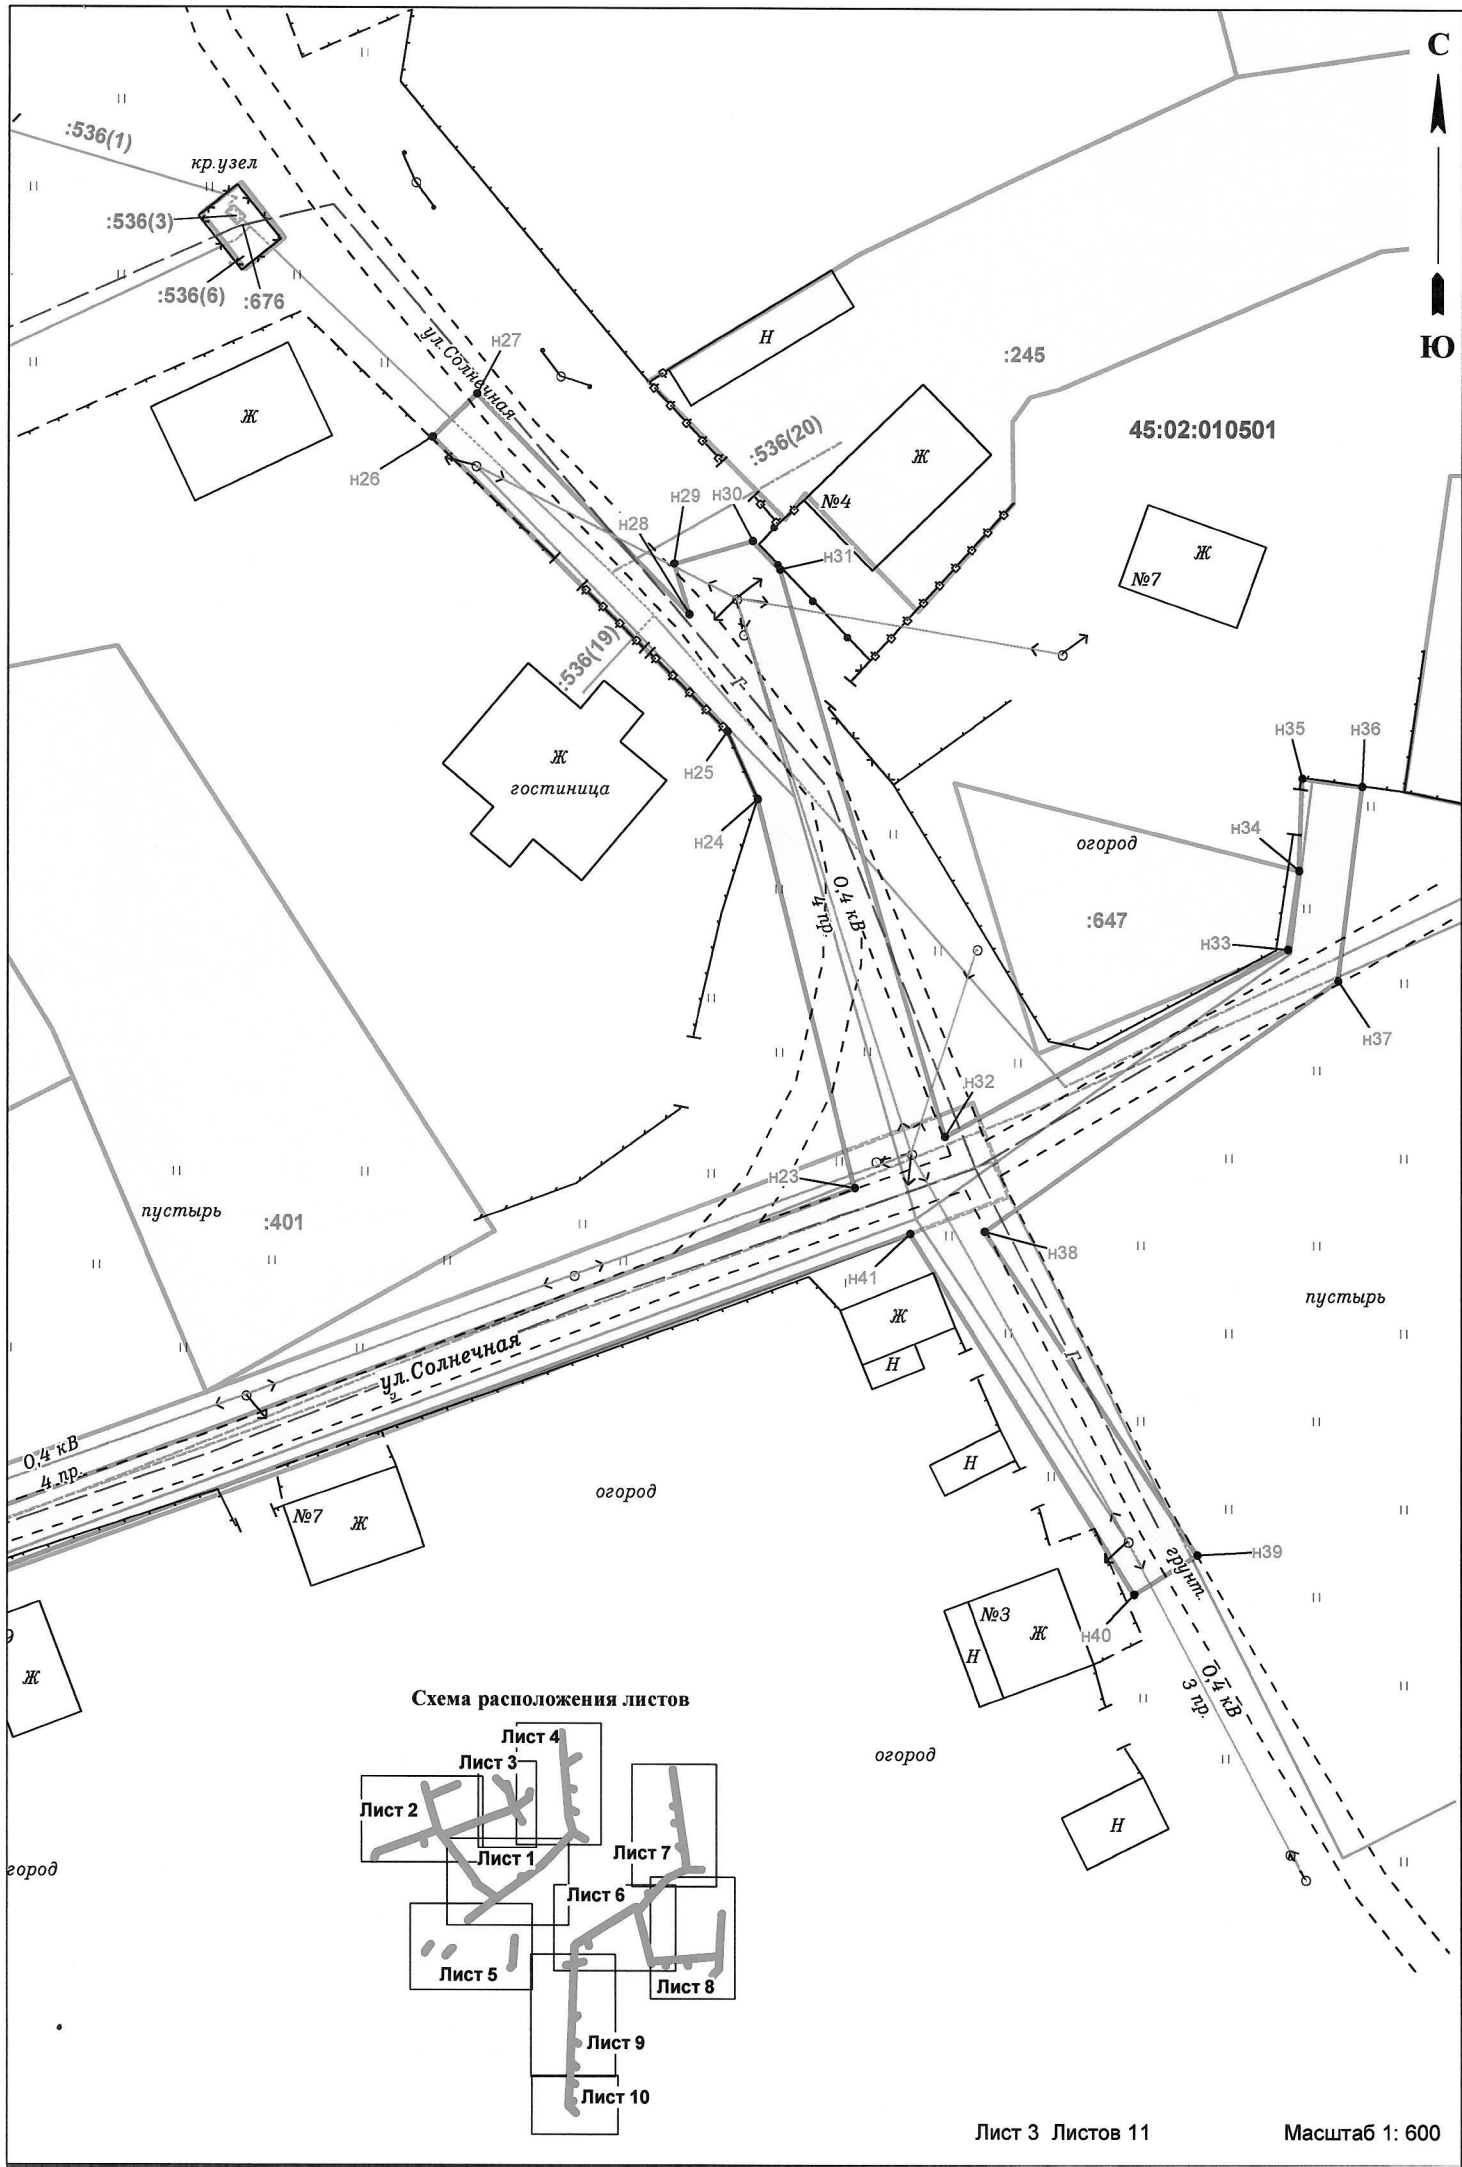 С
Ю
:536(1)
кр.узел
:536(3)
:536(6)
:676
ул.Солнечная
н27
Н
:245
45:02:010501
Ж
н26
:536(20)
Ж
№4
н29
н30
н28
н31
Ж
№7
:536(19)
Г
Ж
гостиница
н25
н24
н35
н36
огород
н34
:647
н33
0,4 кВ
4 пр.
н37
н32
н23
пустырь
:401
н38
н41
пустырь
Ж
Н
Г
ул.Солнечная
0,4 кВ
4 пр.
Н
огород
№7
Ж
н39
грунт.
№3
Ж
Н
н40
9
Ж
0,4 кВ
3 пр.
огород
Н
город
Схема расположения листов
Лист 4
Лист 3
Лист 2
Лист 1
Лист 7
Лист 6
Лист 5
Лист 8
Лист 9
Лист 10
Лист 3 Листов 11
Масштаб 1: 600